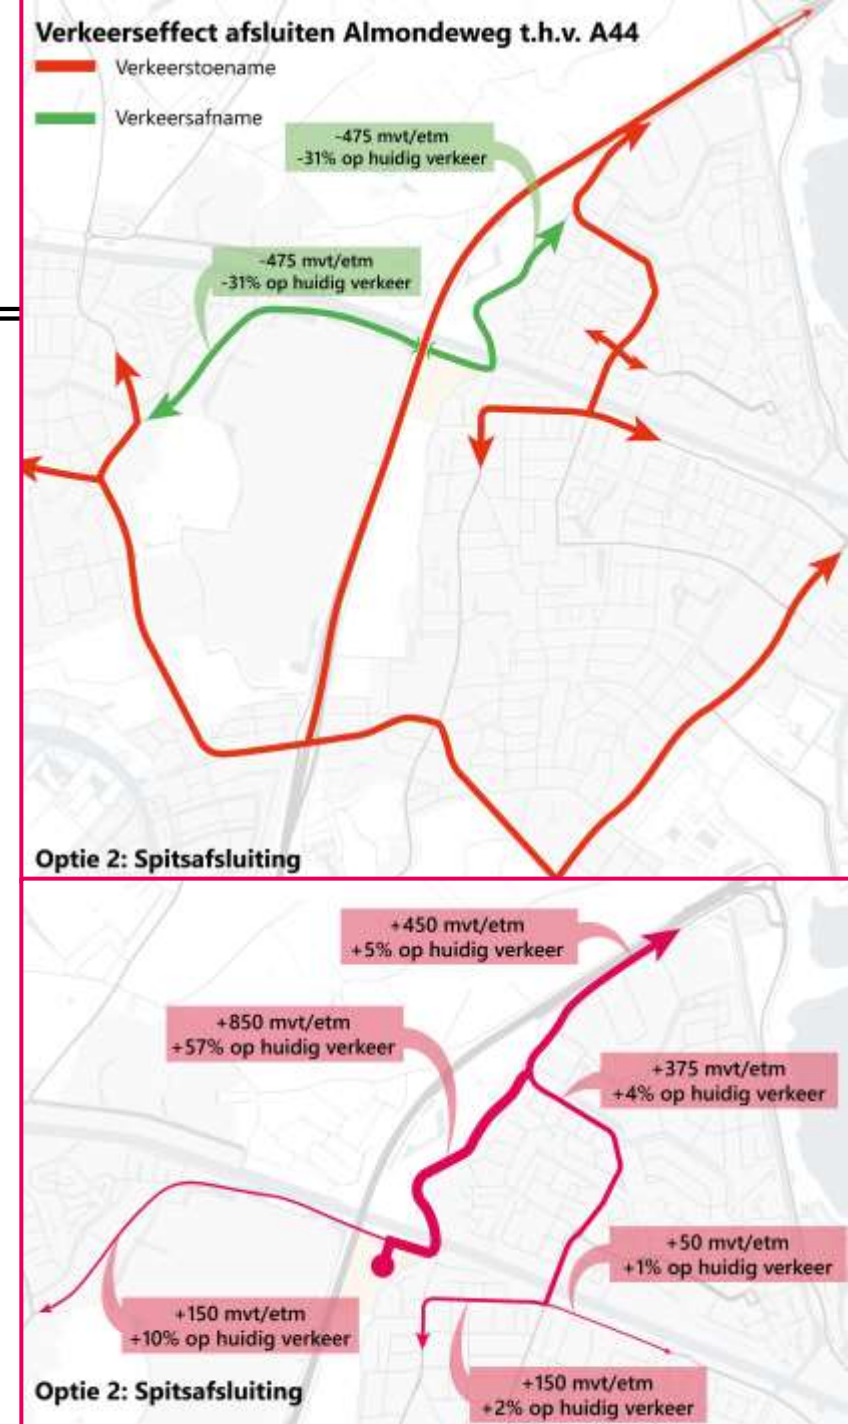 Verkeerseffect afsluiten Almondeweg t.h.v. A44
Verkeerstoename
Verkeersafname
-475 mvt/etm
-31% op huidig verkeer
-475 mvt/etm
-31% op huidig verkeer
Optie 2: Spitsafsluiting
+450 mvt/etm
+5% op huidig verkeer
+850 mvt/etm
+57% op huidig verkeer
+375 mvt/etm
+4% op huidig verkeer
+50 mvt/etm
+1% op huidig verkeer
+150 mvt/etm
+10% op huidig verkeer
+150 mvt/etm
+2% op huidig verkeer
Optie 2: Spitsafsluiting